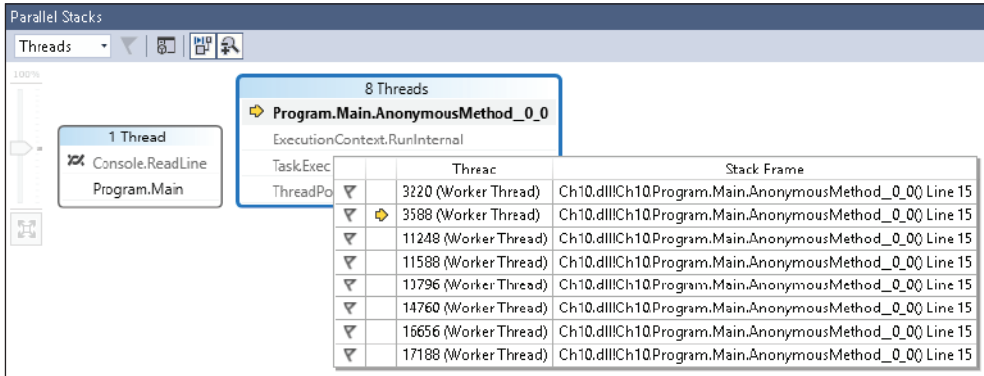 Parallel Stacks
Threads
100%
8 Threads
Program.Main.AnonymousMethod__0_0
1 Thread
ExecutionContext.RunInternal
Console.ReadLine
Task.Exec
Program.Main
ThreadPo
Threac Stack Frame
3220 (Worker Thread) Ch10.dll!Ch10.Program.Main.AnonymousMethod__0_0() Line 15
3588 (Worker Thread) Ch10.dll!Ch10.Program.Main.AnonymousMethod__0_0() Line 15
11248 (Worker Thread) Ch10.dll!Ch10.Program.Main.AnonymousMethod__0_0() Line 15
11588 (Worker Thread) Ch10.dll!Ch10.Program.Main.AnonymousMethod__0_0() Line 15
13796 (Worker Thread) Ch10.dll!Ch10.Program.Main.AnonymousMethod__0_0() Line 15
14760 (Worker Thread) Ch10.dll!Ch10.Program.Main.AnonymousMethod__0_0() Line 15
16656 (Worker Thread) Ch10.dll!Ch10.Program.Main.AnonymousMethod__0_0() Line 15
17188 (Worker Thread) Ch10.dll!Ch10.Program.Main.AnonymousMethod__0_0() Line 15